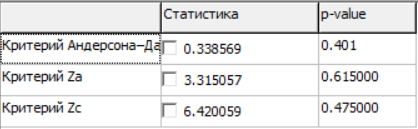 Статистика p-value
Критерий Андерсона–Да 0.338569 0.401
Критерий Za 3.315057 0.615000
Критерий Zc 6.420059 0.475000